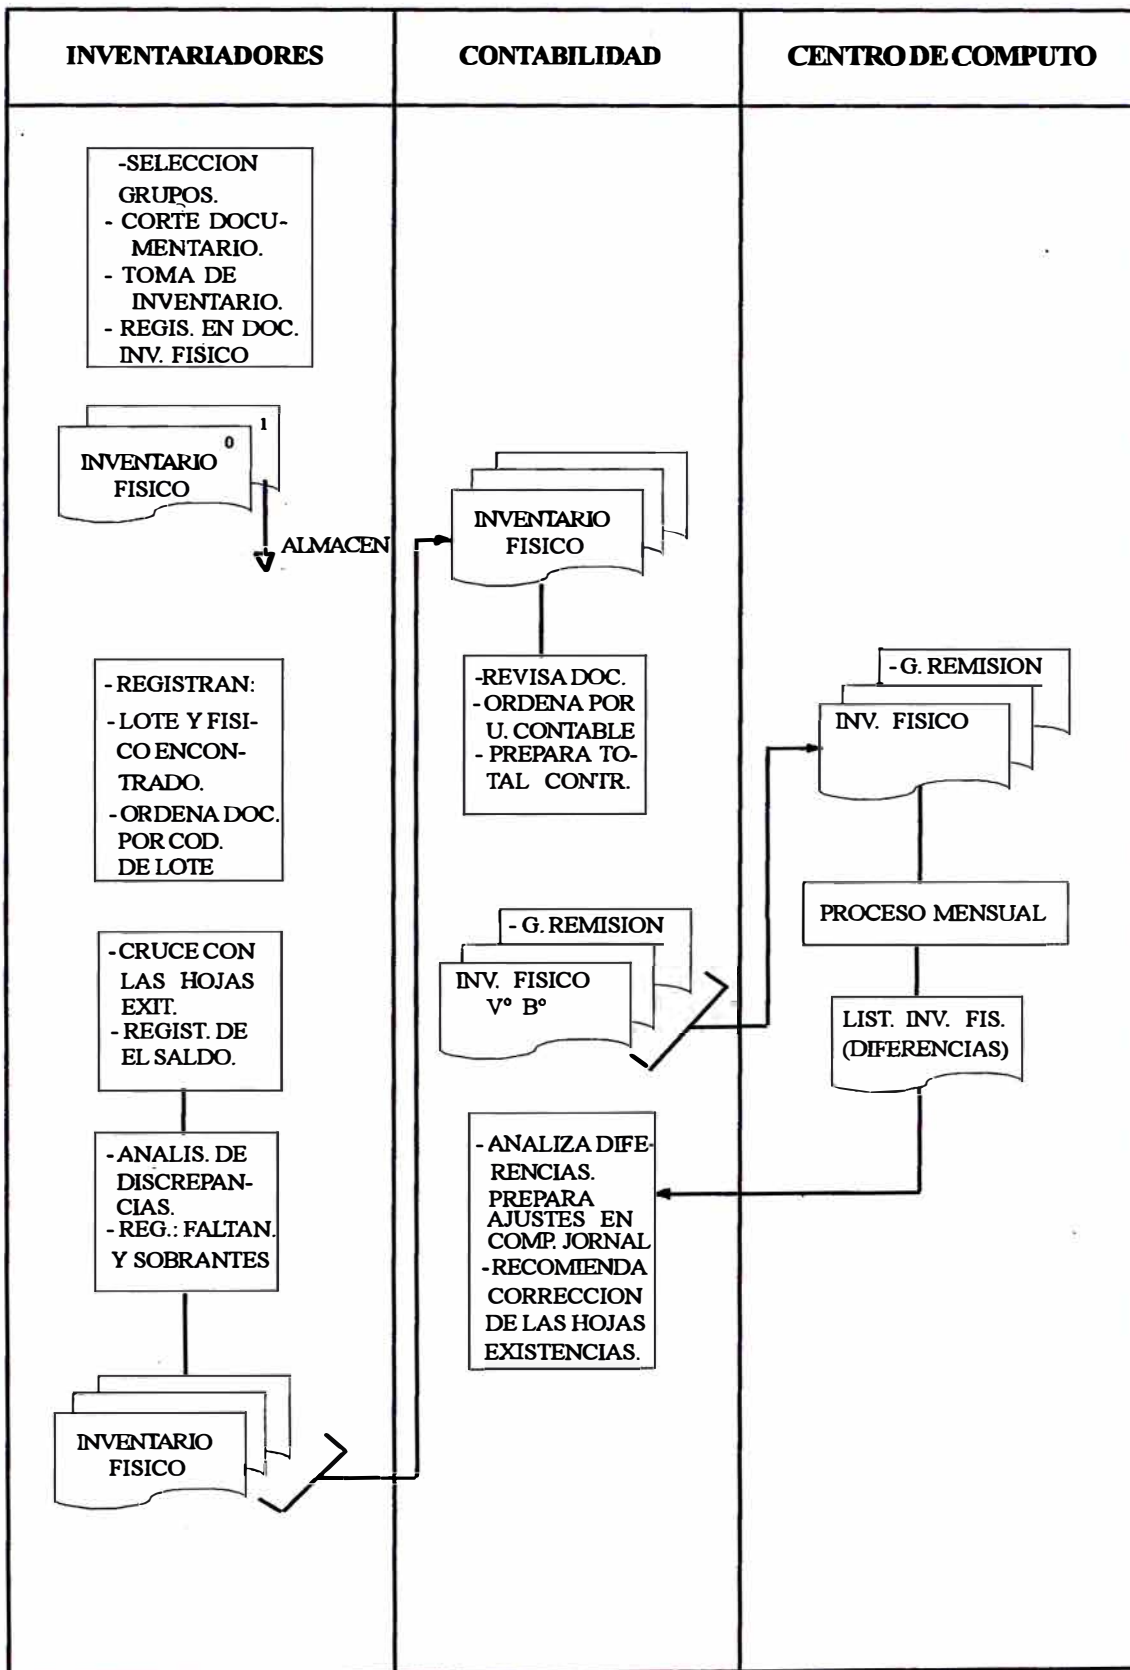 INVENTARIADORES
CONTABILIDAD
CENTRO DE COMPUTO
-SELECCION
GRUPOS.
- CORTE DOCU-
MENTARIO.
- TOMA DE
INVENTARIO.
- REGIS. EN DOC.
INV. FISICO
0
1
INVENTARIO
FISICO
ALMACEN
- REGISTRAN:
- LOTE Y FISI-
CO ENCON-
TRADO.
- ORDENA DOC.
POR COD.
DE LOTE
- CRUCE CON
LAS HOJAS
EXIT.
- REGIST. DE
EL SALDO.
- ANALIS. DE
DISCREPAN-
CIAS.
- REG.: FALTAN.
Y SOBRANTES
INVENTARIO
FISICO
INVENTARIO
FISICO
-REVISA DOC.
- ORDENA POR
U. CONTABLE
- PREPARA TO-
TAL CONTR.
- G. REMISION
INV. FISICO
Vº Bº
- ANALIZA DIFE-
RENCIAS.
PREPARA
AJUSTES EN
COMP. JORNAL
- RECOMIENDA
CORRECCION
DE LAS HOJAS
EXISTENCIAS.
- G. REMISION
INV. FISICO
PROCESO MENSUAL
LIST. INV. FIS.
(DIFERENCIAS)